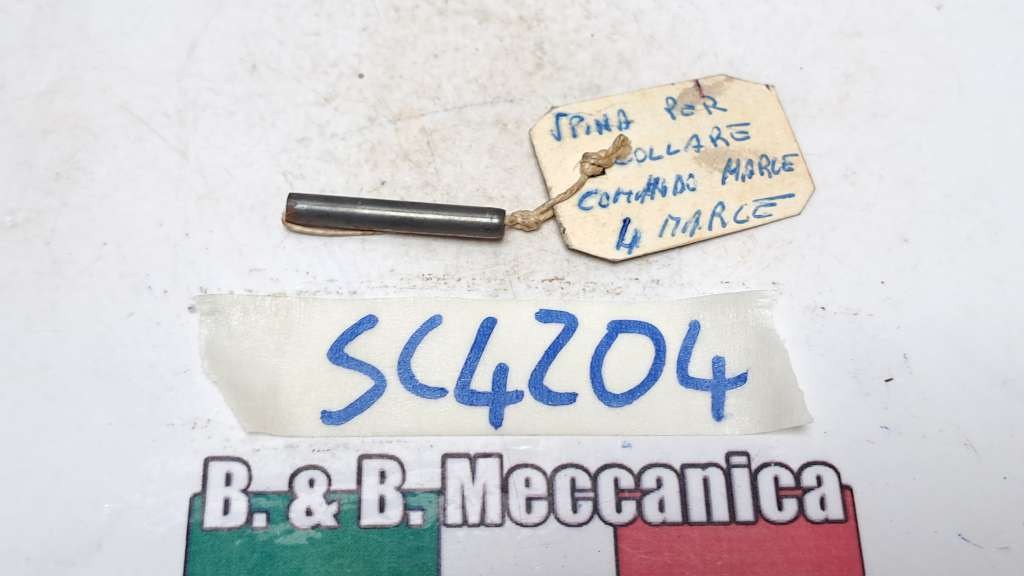 SPINA PER
COLLARE
COMANDO MARCE
4 MARCE
SC4204
B. & B. Meccanica